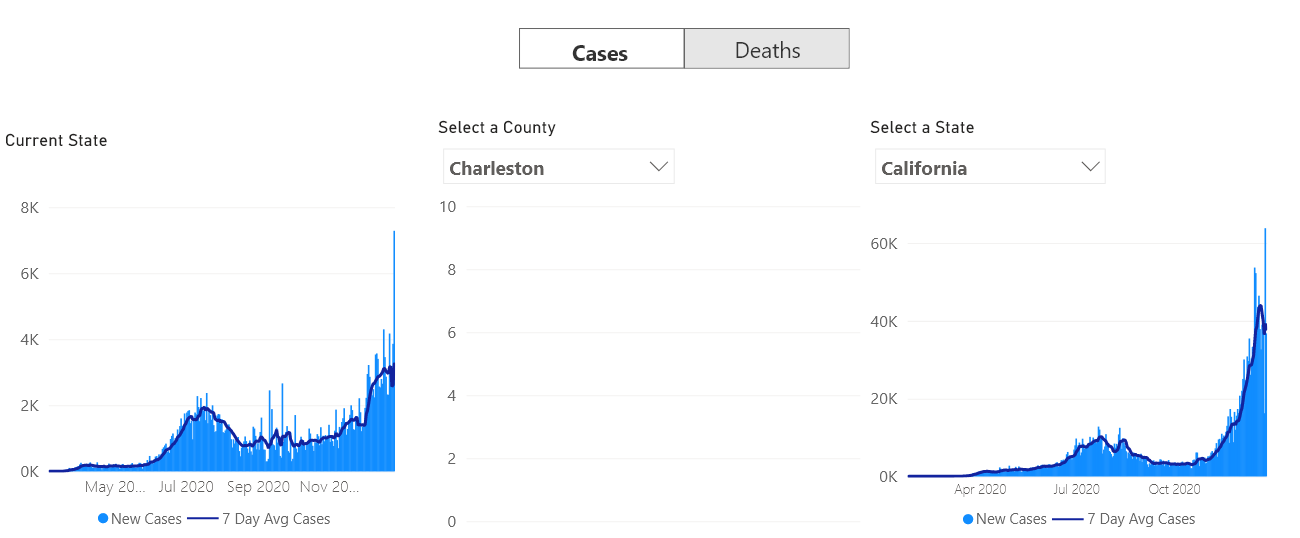 Cases
Deaths
Current State
8K
6K
4K
2K
0K
May 20...
Jul 2020
Sep 2020
Nov 20...
New Cases
7 Day Avg Cases
Select a County
Charleston
10
8
6
4
2
0
Select a State
California
60K
40K
20K
0K
Apr 2020
Jul 2020
Oct 2020
New Cases
7 Day Avg Cases